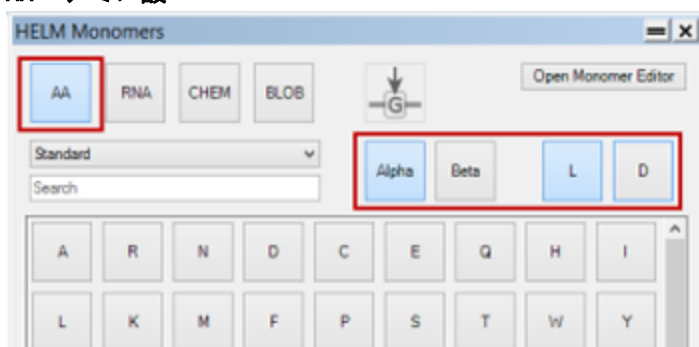 HELM Monomers
AA RNA CHEM BLOB G Open Monomer Editor
Standard
Search
Alpha Beta L D
A R N D C E Q H I
L K M F P S T W Y